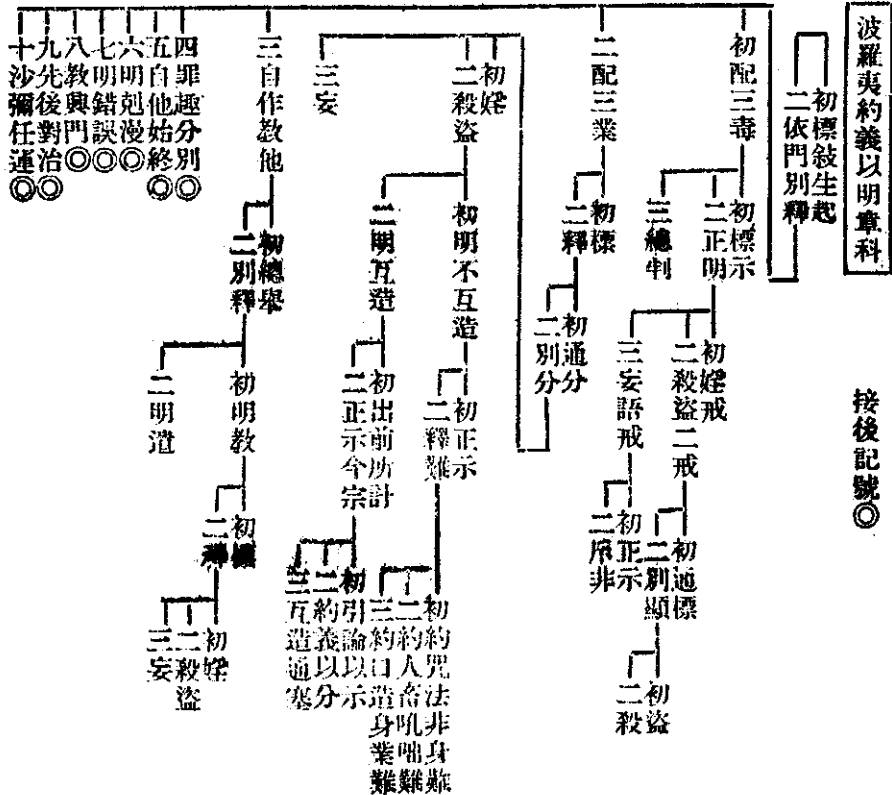 波羅夷約義以明章科
接後記號◎
初標敍生起
二依門別釋
初配三毒
初標示
二正明
初婬戒
二殺盜二戒
初通標
二別顯
初盜
二殺
三妄語戒
初正示
二斥非
三總判
二配三業
初標
二釋
初通分
二別分
初婬
二殺盜
初明不互造
初正示
二釋難
初約咒法非身難
二約人畜吼咄難
三約口造身業難
二明互造
初出前所計
二正示今宗
初引論以示
二約義以分
三互造通塞
三妄
三自作教他
初總舉
二別釋
初明教
初標
二釋
初婬
二殺盜
三妄
二明遣
四罪趣分別◎
五自他始終◎
六明剋漫◎
七明錯誤◎
八教興門◎
九先後對治◎
十沙彌任運◎